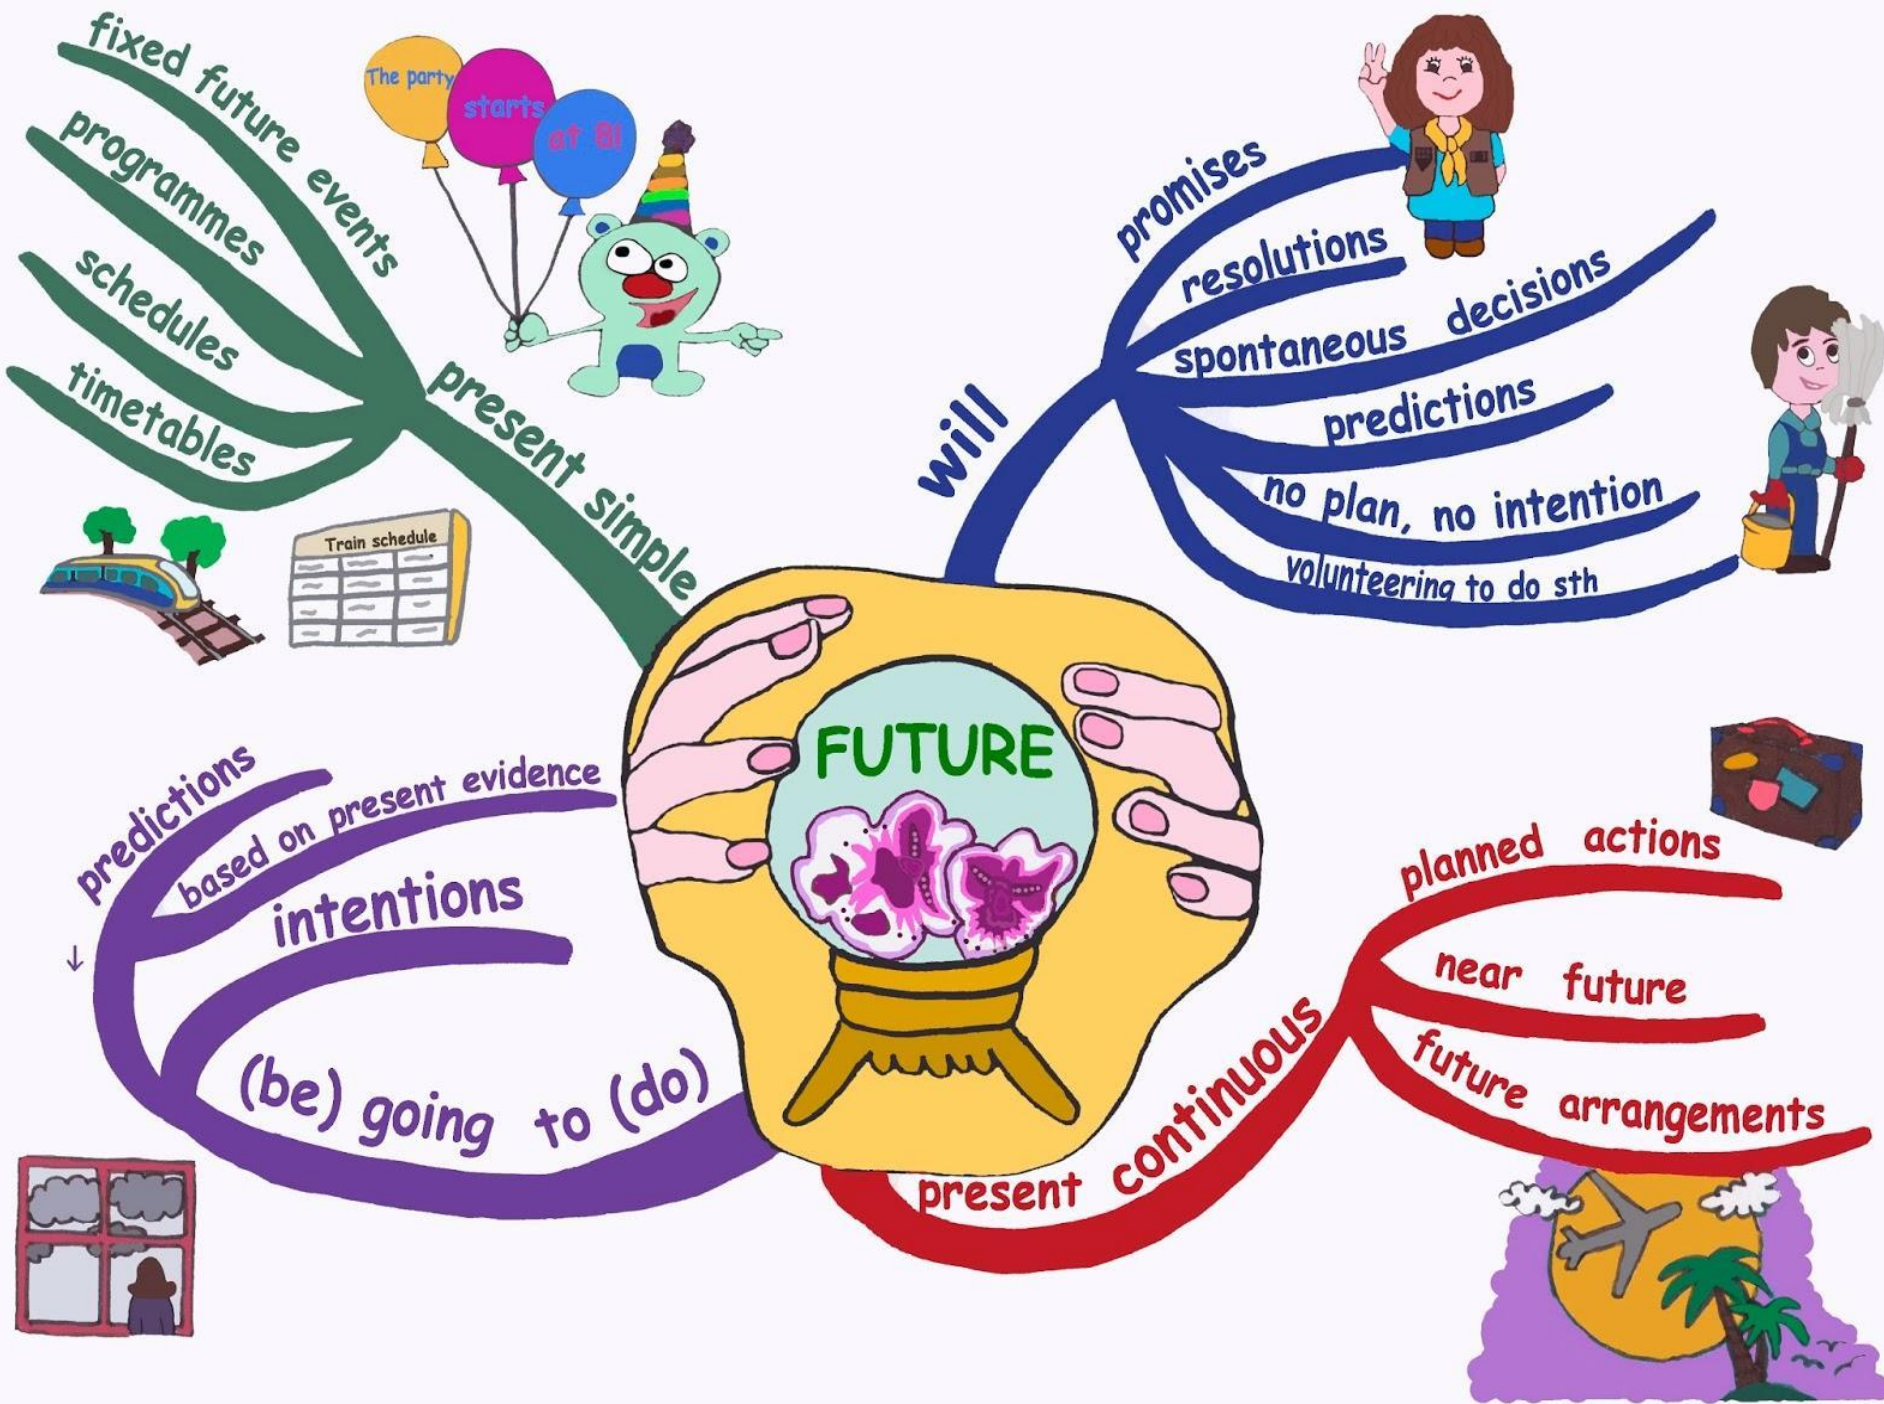 fixed future events
programmes
schedules
timetables
present simple
The party
starts
at 8!
Train schedule
will
promises
resolutions
spontaneous decisions
predictions
no plan, no intention
volunteering to do sth
FUTURE
predictions
based on present evidence
intentions
(be) going to (do)
present continuous
planned actions
near future
future arrangements